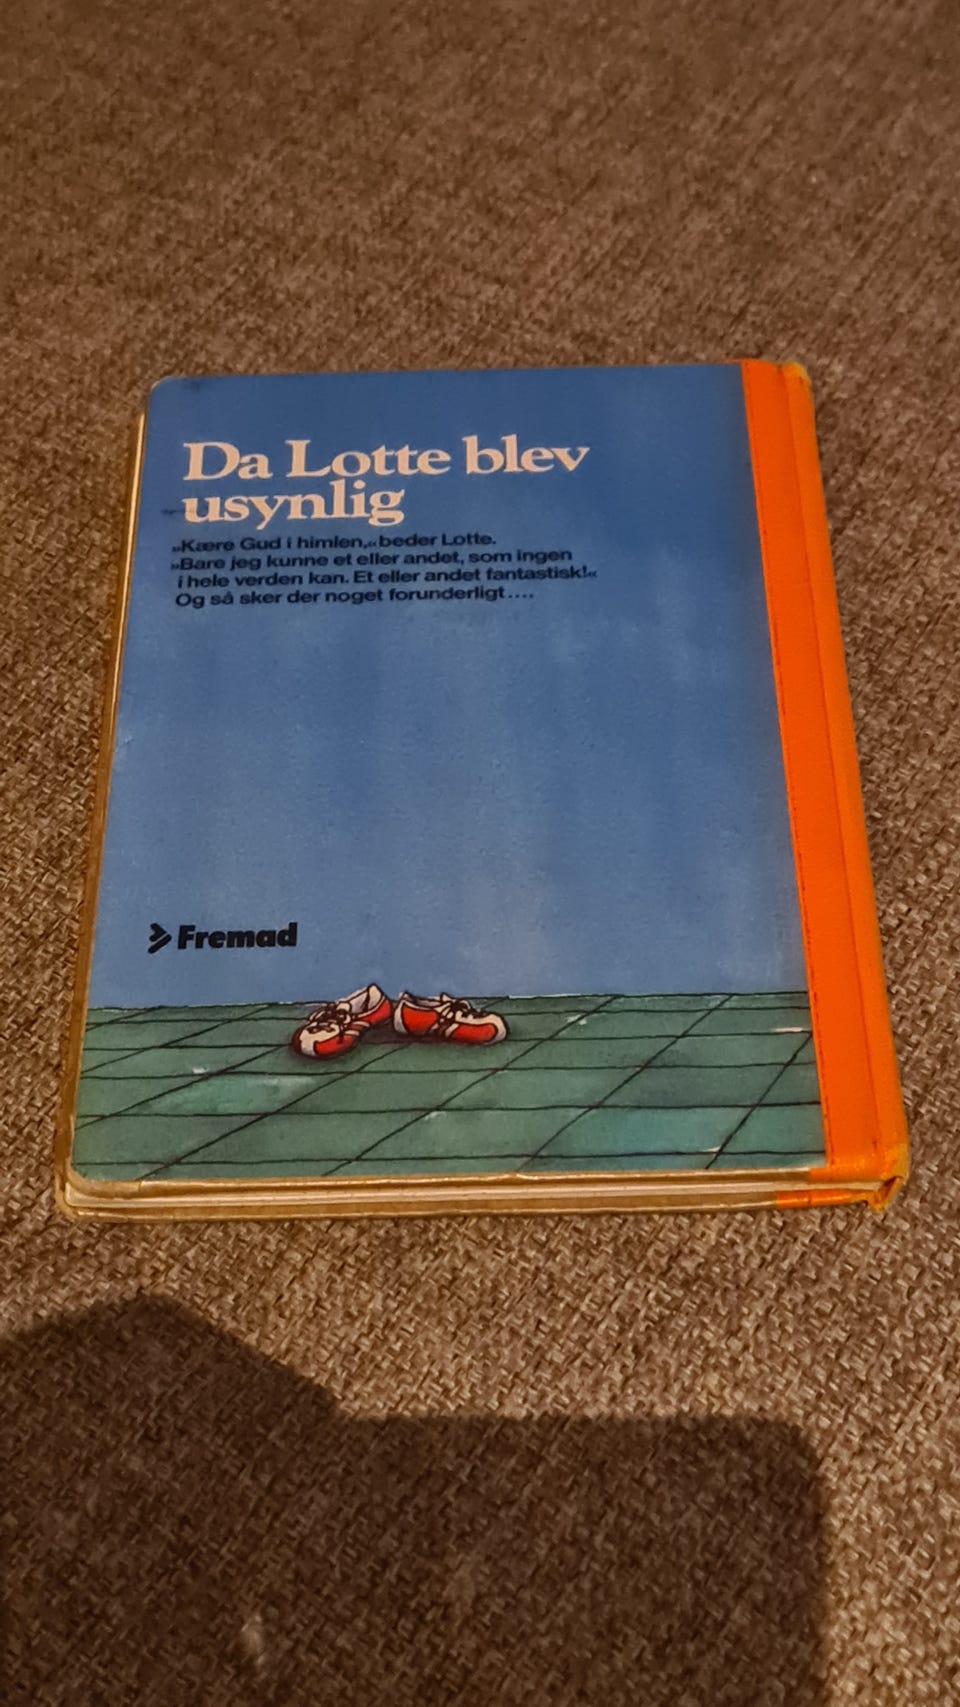 Da Lotte blev
usynlig
»Kære Gud i himlen,« beder Lotte.
»Bare jeg kunne et eller andet, som ingen
i hele verden kan. Et eller andet fantastisk!«
Og så sker der noget forunderligt....
Fremad